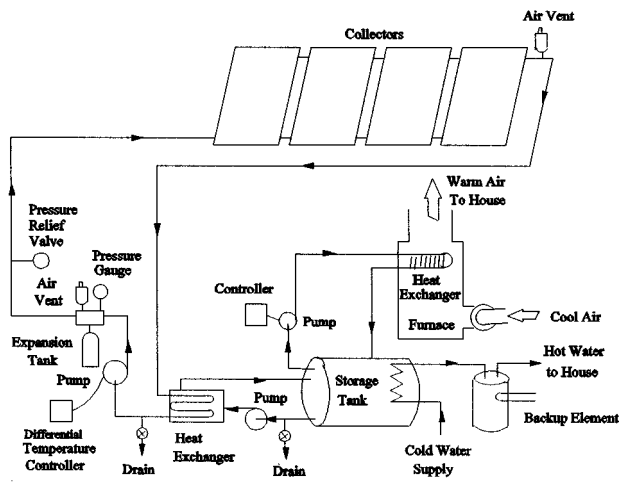 Air Vent
Collectors
Warm Air
To House
Pressure
Relief
Valve
Pressure
Gauge
Air
Vent
Controller
Pump
Heat
Exchanger
Furnace
Cool Air
Expansion
Tank
Pump
Storage
Tank
Pump
Hot Water
to House
Backup Element
Differential
Temperature
Controller
Drain
Heat
Exchanger
Drain
Cold Water
Supply